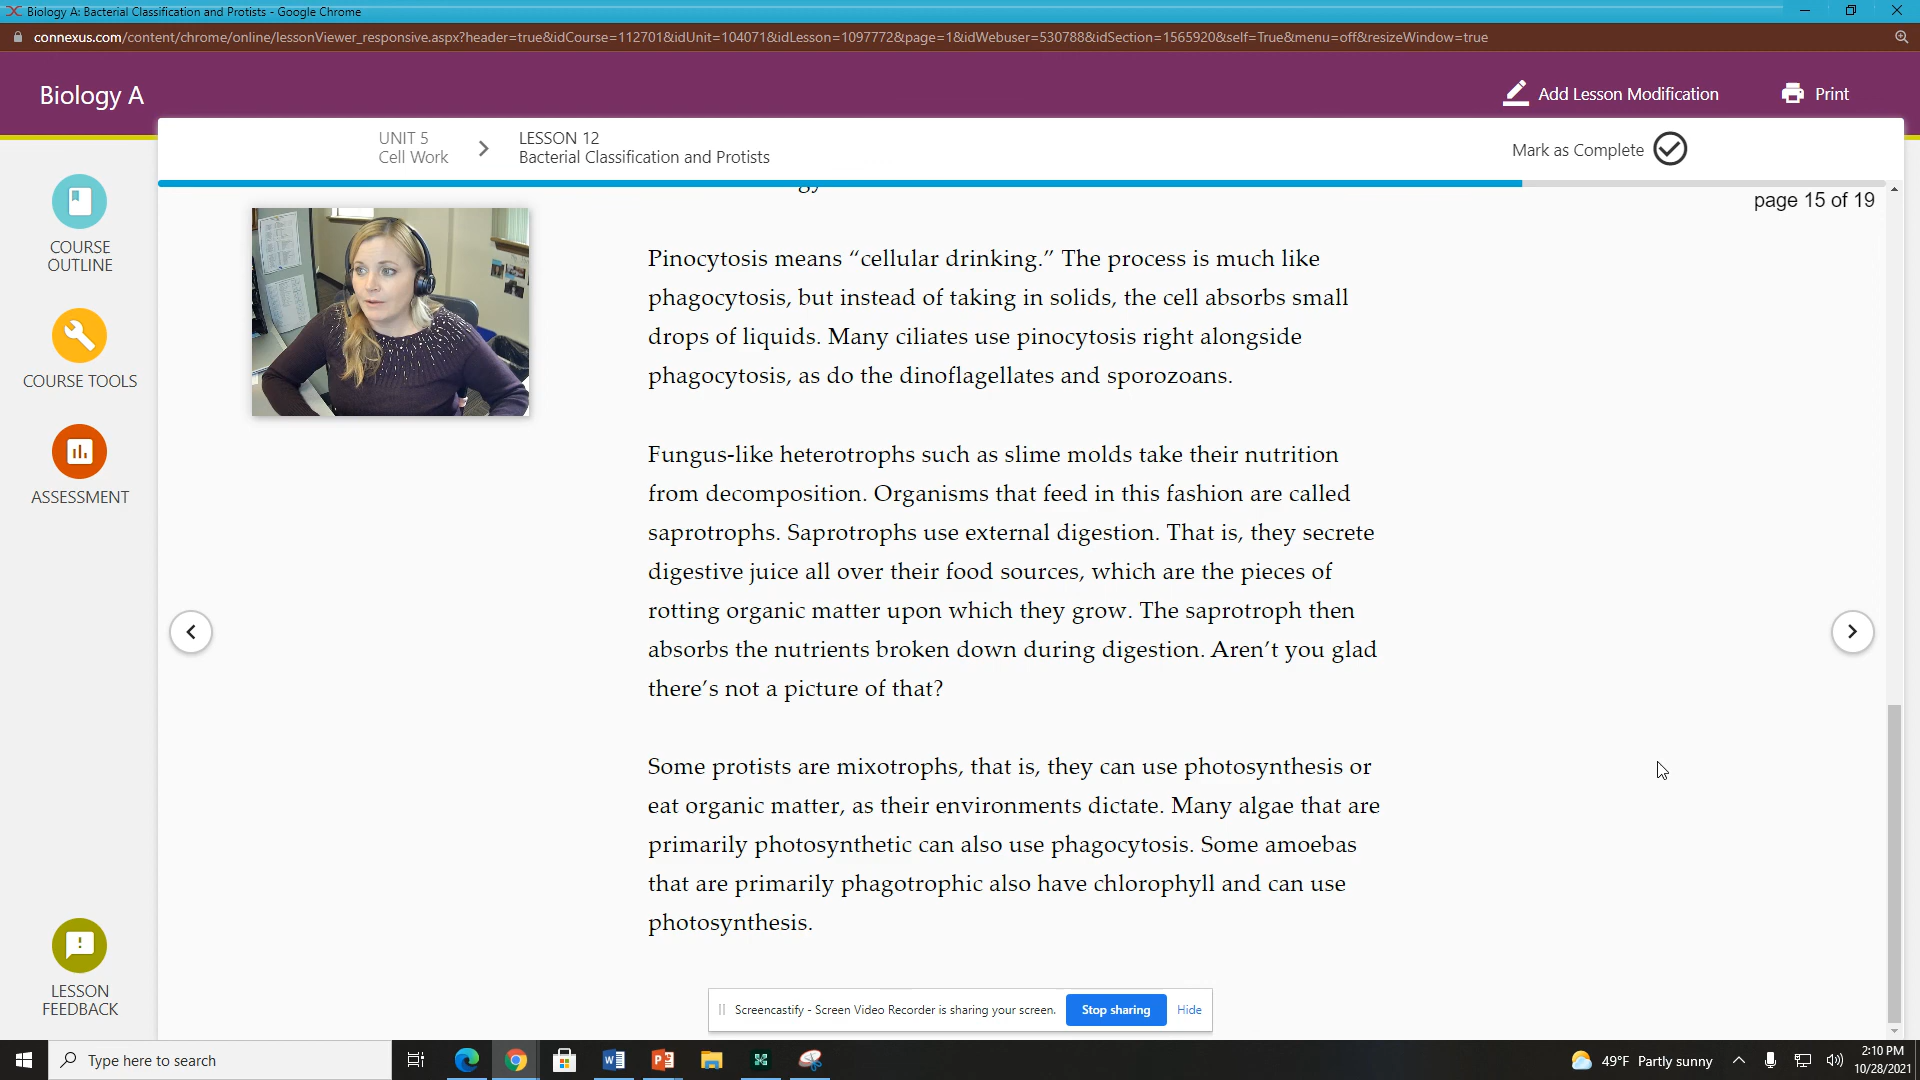 Biology A: Bacterial Classification and Protists - Google Chrome
connexus.com/content/chrome/online/lessonViewer_responsive.aspx?header=true&idCourse=112701&idUnit=104071&idLesson=1097772&page=1&idWebuser=530788&idSection=1565920&self=True&menu=off&resizeWindow=true
Biology A
Add Lesson Modification
Print
UNIT 5
Cell Work
LESSON 12
Bacterial Classification and Protists
Mark as Complete
page 15 of 19
COURSE
OUTLINE
COURSE TOOLS
ASSESSMENT
LESSON
FEEDBACK
Pinocytosis means “cellular drinking.” The process is much like
phagocytosis, but instead of taking in solids, the cell absorbs small
drops of liquids. Many ciliates use pinocytosis right alongside
phagocytosis, as do the dinoflagellates and sporozoans.
Fungus-like heterotrophs such as slime molds take their nutrition
from decomposition. Organisms that feed in this fashion are called
saprotrophs. Saprotrophs use external digestion. That is, they secrete
digestive juice all over their food sources, which are the pieces of
rotting organic matter upon which they grow. The saprotroph then
absorbs the nutrients broken down during digestion. Aren’t you glad
there’s not a picture of that?
Some protists are mixotrophs, that is, they can use photosynthesis or
eat organic matter, as their environments dictate. Many algae that are
primarily photosynthetic can also use phagocytosis. Some amoebas
that are primarily phagotrophic also have chlorophyll and can use
photosynthesis.
Screencastify - Screen Video Recorder is sharing your screen.
Stop sharing
Hide
Type here to search
49°F Partly sunny
2:10 PM
10/28/2021